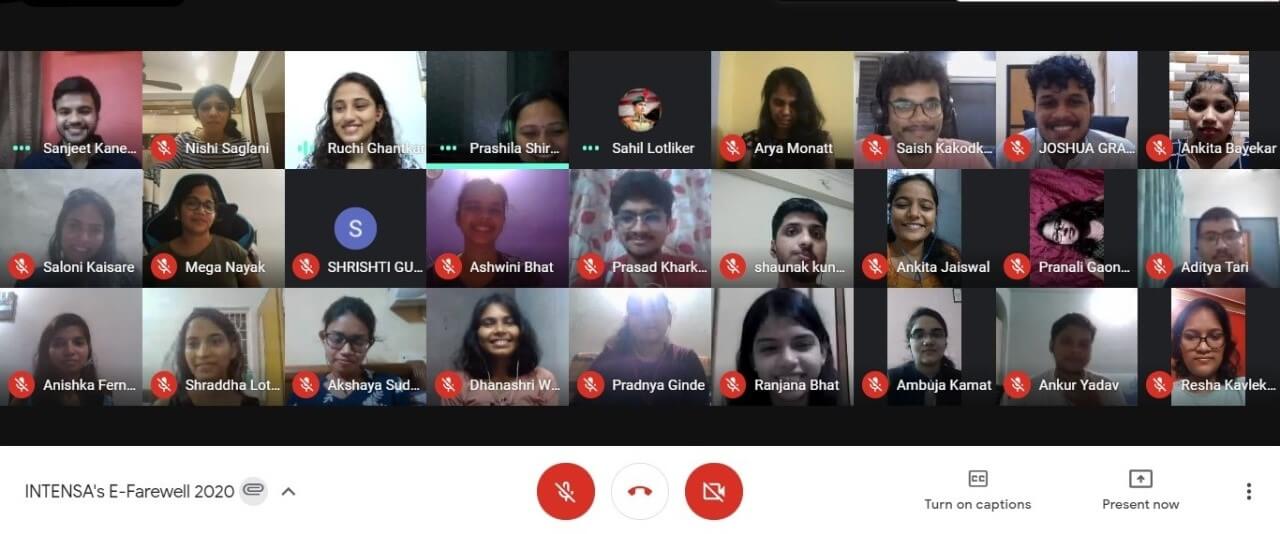 Sanjeet Kane...
Nishi Saglani
Ruchi Ghantkar
Prashila Shir...
Sahil Lotliker
Arya Monatt
Saish Kakodk...
JOSHUA GRA...
Ankita Bayekar
Saloni Kaisare
Mega Nayak
S
SHRISHTI GU...
Ashwini Bhat
Prasad Khark...
shaunak kun...
Ankita Jaiswal
Pranali Gaon...
Aditya Tari
Anishka Fern...
Shraddha Lot...
Akshaya Sud...
Dhanashri W...
Pradnya Ginde
Ranjana Bhat
Ambuja Kamat
Ankur Yadav
Resha Kavlek...
INTENSA's E-Farewell 2020
CC
Turn on captions
Present now